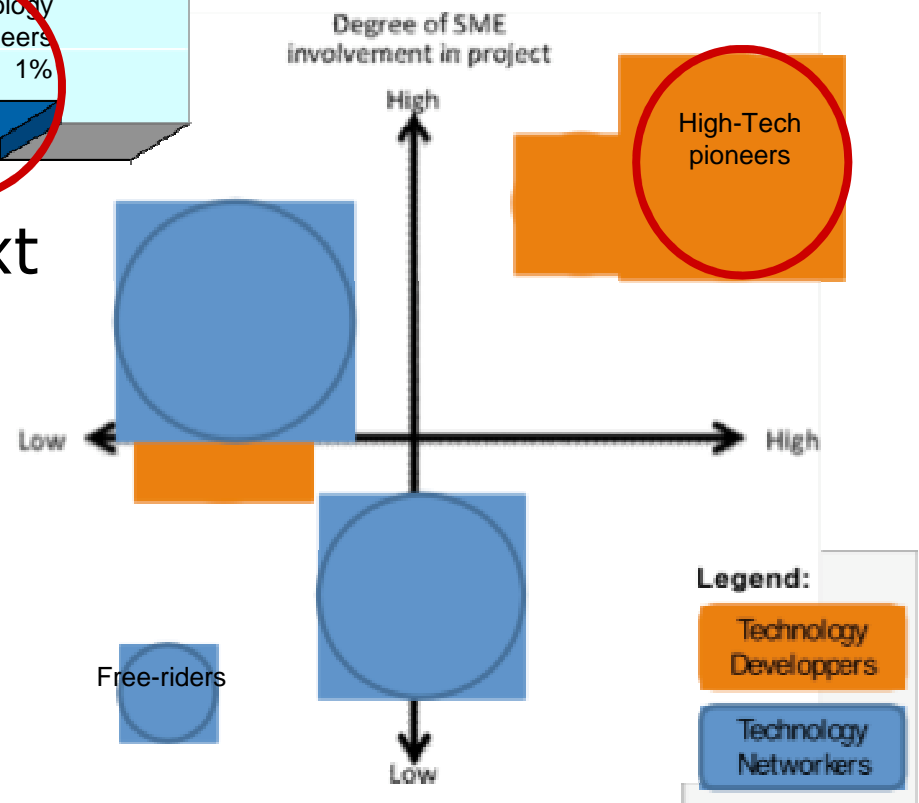 1%
Degree of SME
involvement in project
High
High-Tech
pioneers
Low
High
Free-riders
Low
Legend:
Technology
Developpers
Technology
Networkers